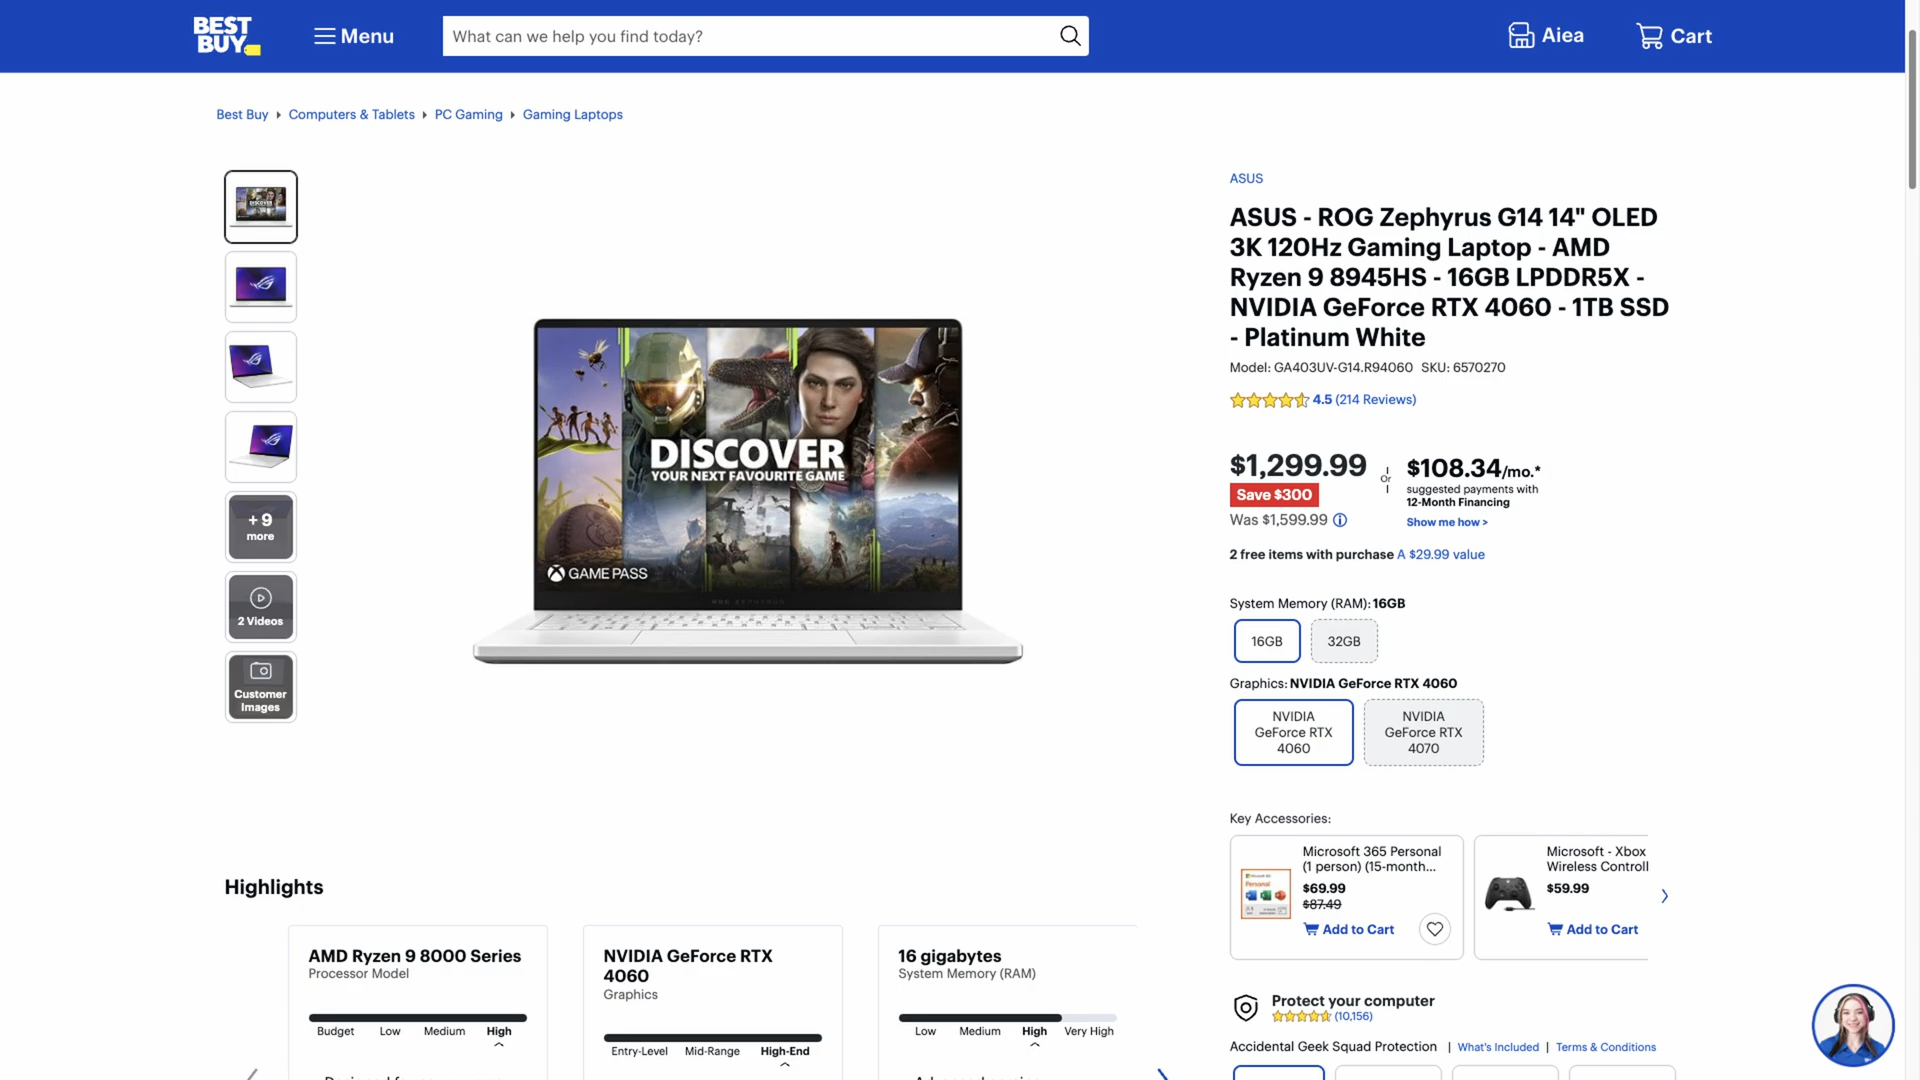 BEST BUY
Menu
What can we help you find today?
Aiea
Cart
Best Buy
Computers & Tablets
PC Gaming
Gaming Laptops
ASUS
ASUS - ROG Zephyrus G14 14" OLED
3K 120Hz Gaming Laptop - AMD
Ryzen 9 8945HS - 16GB LPDDR5X -
NVIDIA GeForce RTX 4060 - 1TB SSD
- Platinum White
Model: GA403UV-G14.R94060 SKU: 6570270
4.5 (214 Reviews)
$1,299.99
Save $300
Was $1,599.99
Or
$108.34/mo.*
suggested payments with
12-Month Financing
Show me how >
2 free items with purchase A $29.99 value
System Memory (RAM): 16GB
16GB
32GB
Graphics: NVIDIA GeForce RTX 4060
NVIDIA
GeForce RTX
4060
NVIDIA
GeForce RTX
4070
DISCOVER
YOUR NEXT FAVOURITE GAME
GAME PASS
+ 9
more
2 Videos
Customer
Images
Key Accessories:
Microsoft 365 Personal
(1 person) (15-month...
$69.99
$87.49
Add to Cart
Microsoft - Xbox
Wireless Controll
$59.99
Add to Cart
Highlights
AMD Ryzen 9 8000 Series
Processor Model
Budget Low Medium High
NVIDIA GeForce RTX
4060
Graphics
Entry-Level Mid-Range High-End
16 gigabytes
System Memory (RAM)
Low Medium High Very High
Protect your computer
(10,156)
Accidental Geek Squad Protection | What's Included | Terms & Conditions